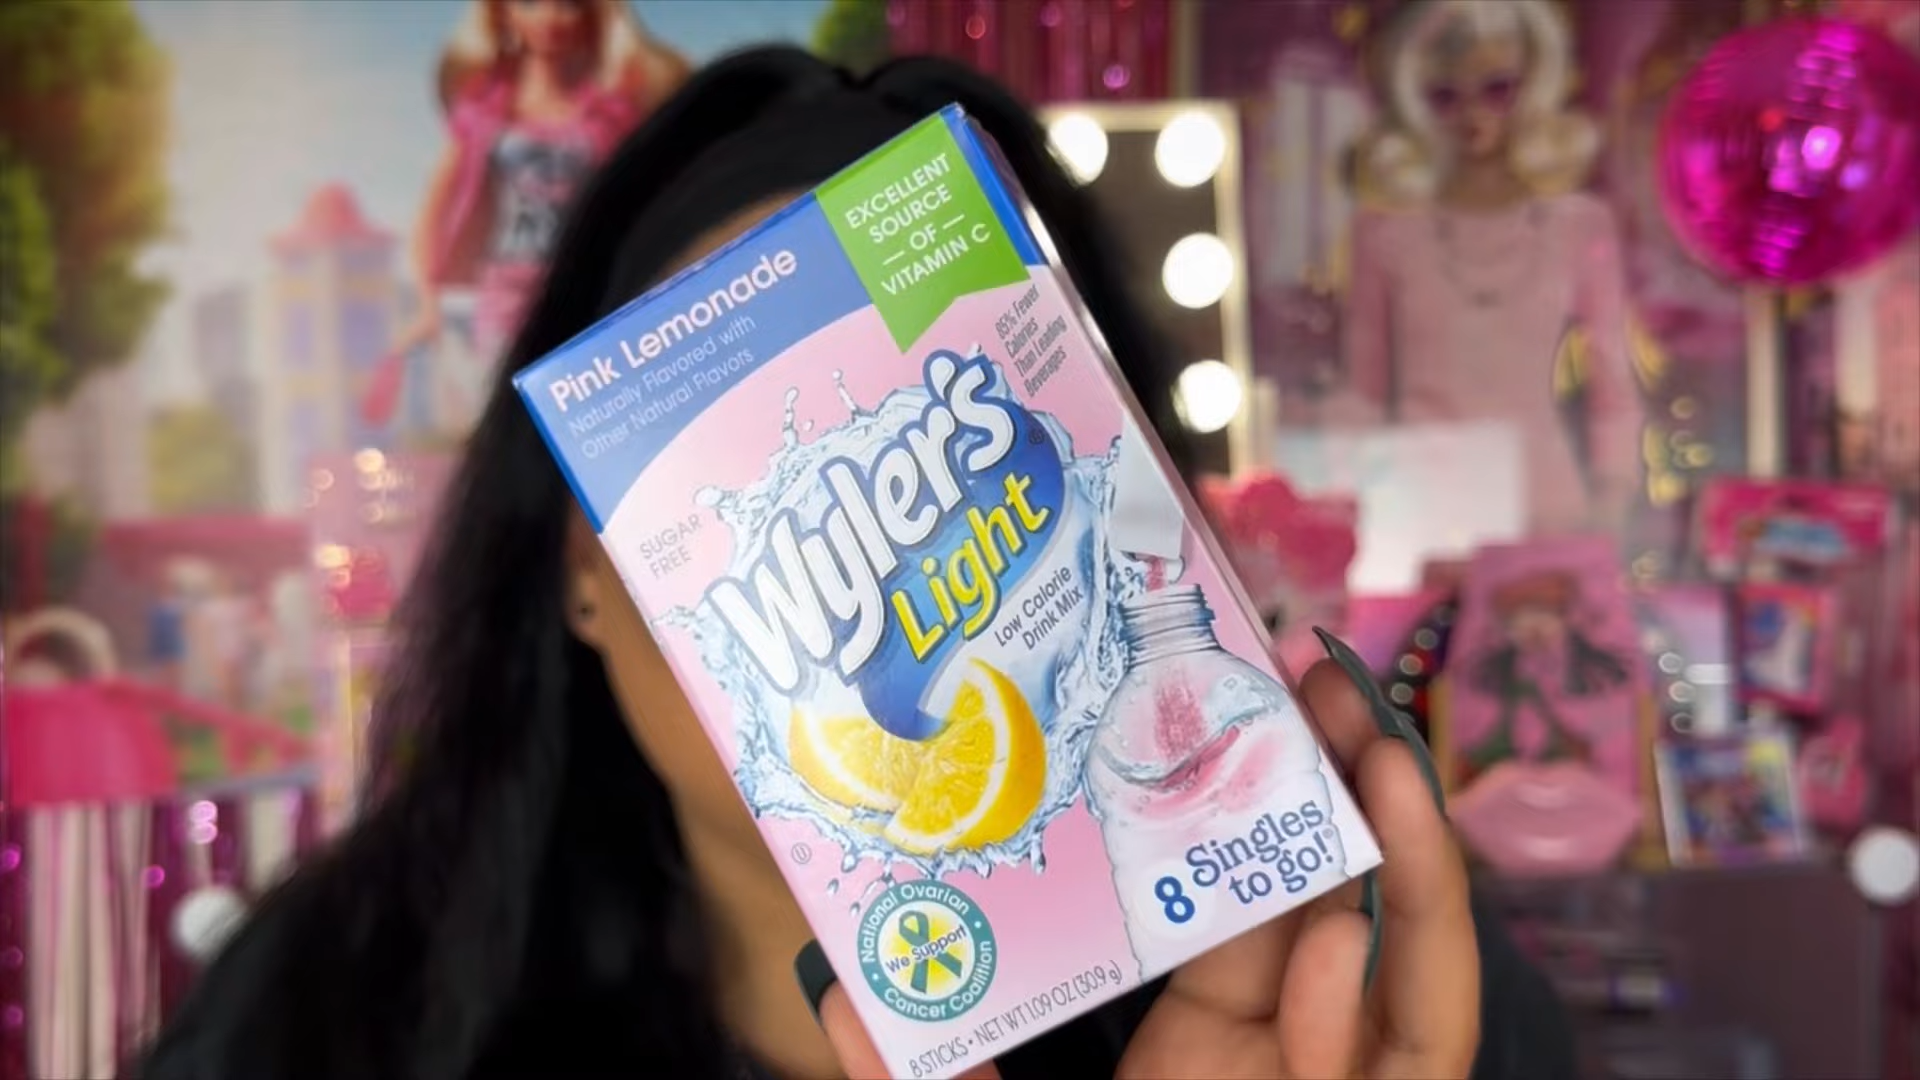 Pink Lemonade
Naturally Flavored with
Other Natural Flavors
EXCELLENT
SOURCE
— OF —
VITAMIN C
85% Fewer
Calories
Than Leading
Beverages
SUGAR
FREE
Wyler's
Light
Low Calorie
Drink Mix
U
8 Singles
to go!®
National Ovarian
We Support
Cancer Coalition
8 STICKS • NET WT 1.09 OZ (30.9 g)